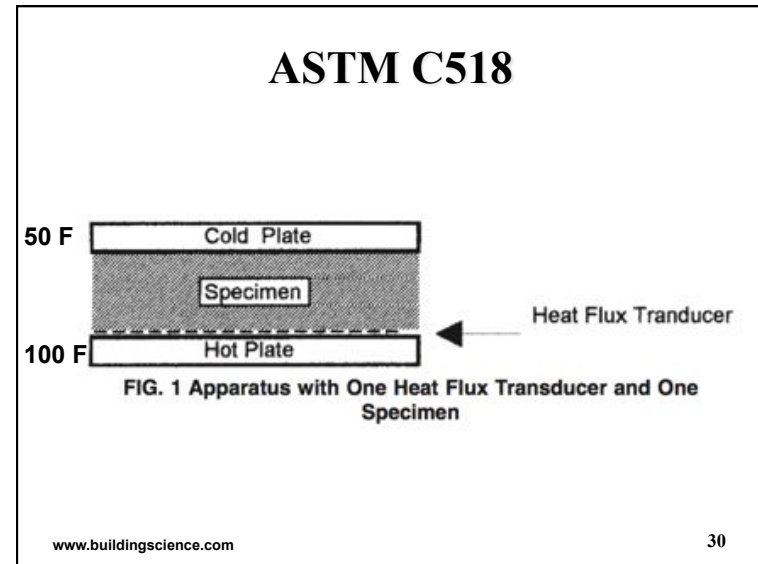 ASTM C518
50 F
Cold Plate
Specimen
Heat Flux Tranducer
100 F
Hot Plate
FIG. 1 Apparatus with One Heat Flux Transducer and One
Specimen
www.buildingscience.com
30